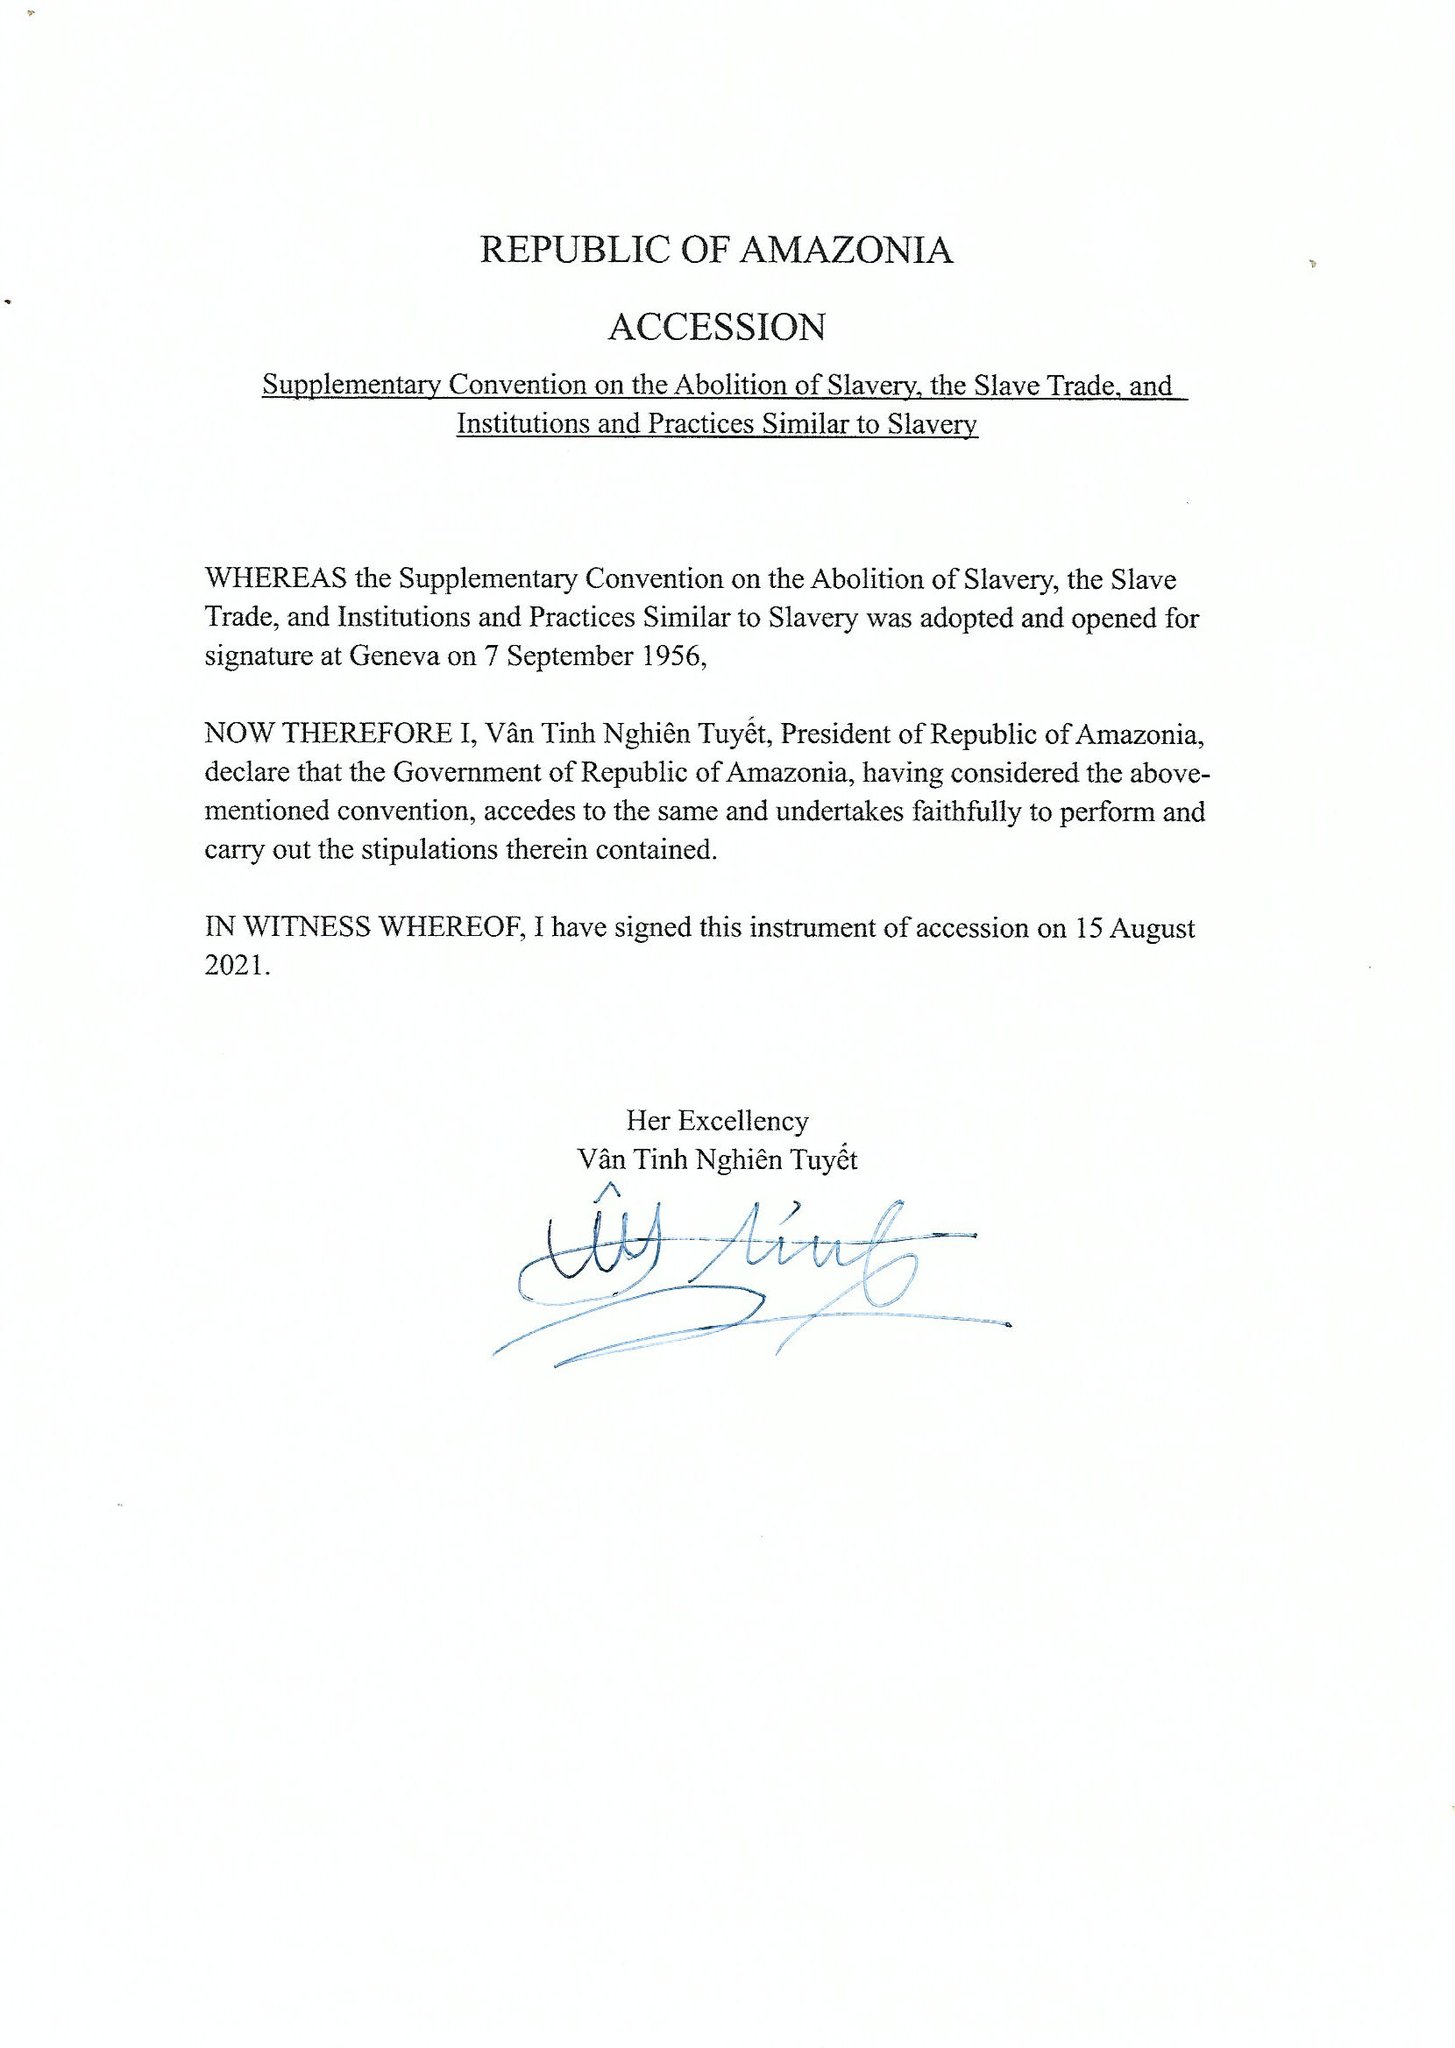 REPUBLIC OF AMAZONIA
ACCESSION
Supplementary Convention on the Abolition of Slavery, the Slave Trade, and
Institutions and Practices Similar to Slavery
WHEREAS the Supplementary Convention on the Abolition of Slavery, the Slave
Trade, and Institutions and Practices Similar to Slavery was adopted and opened for
signature at Geneva on 7 September 1956,
NOW THEREFORE I, Vân Tinh Nghiên Tuyết, President of Republic of Amazonia,
declare that the Government of Republic of Amazonia, having considered the above-
mentioned convention, accedes to the same and undertakes faithfully to perform and
carry out the stipulations therein contained.
IN WITNESS WHEREOF, I have signed this instrument of accession on 15 August
2021.
Her Excellency
Vân Tinh Nghiên Tuyết